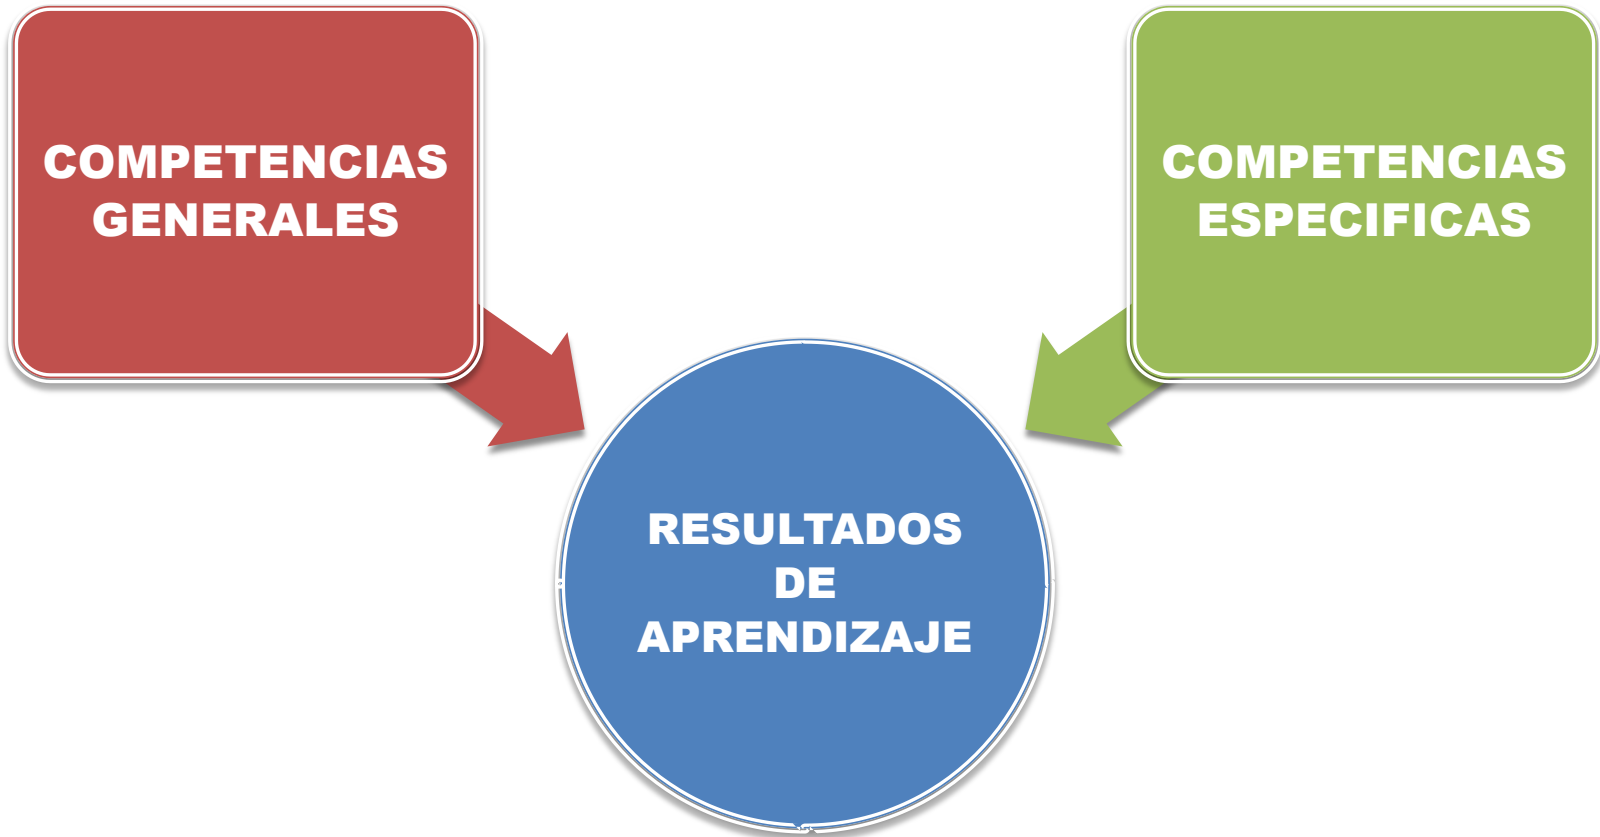 COMPETENCIAS
GENERALES
COMPETENCIAS
ESPECIFICAS
RESULTADOS
DE
APRENDIZAJE